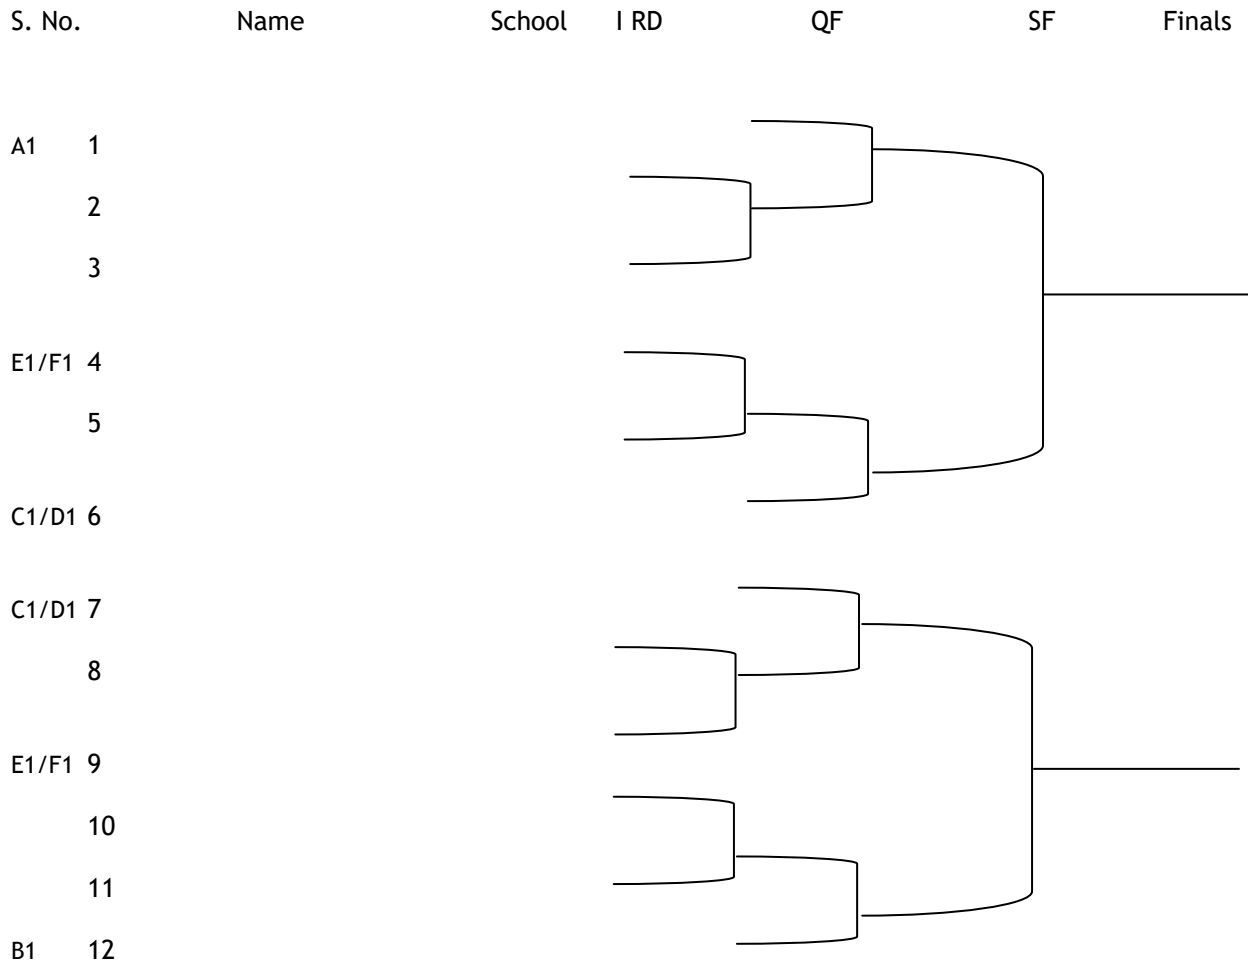 S. No. Name School I RD QF SF Finals
A1 1
2
3
E1/F1 4
5
C1/D1 6
C1/D1 7
8
E1/F1 9
10
11
B1 12